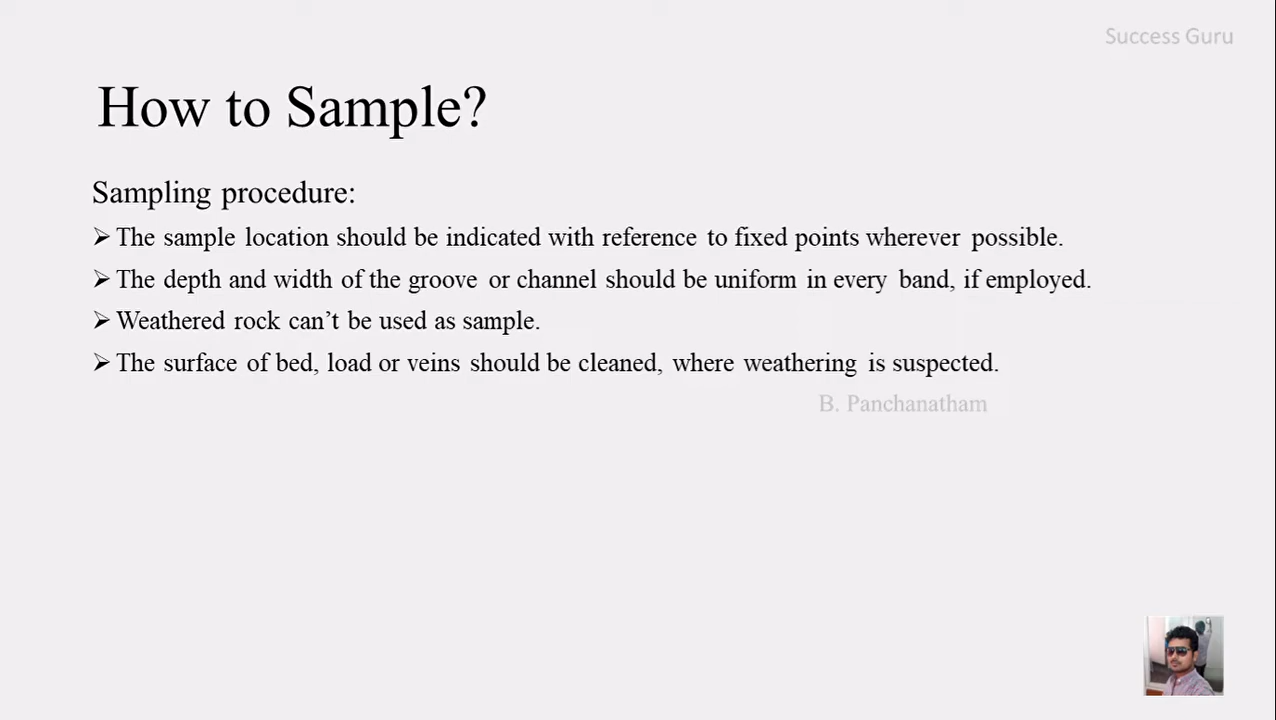 Success Guru
How to Sample?
Sampling procedure:
➢ The sample location should be indicated with reference to fixed points wherever possible.
➢ The depth and width of the groove or channel should be uniform in every band, if employed.
➢ Weathered rock can’t be used as sample.
➢ The surface of bed, load or veins should be cleaned, where weathering is suspected.
B. Panchanatham